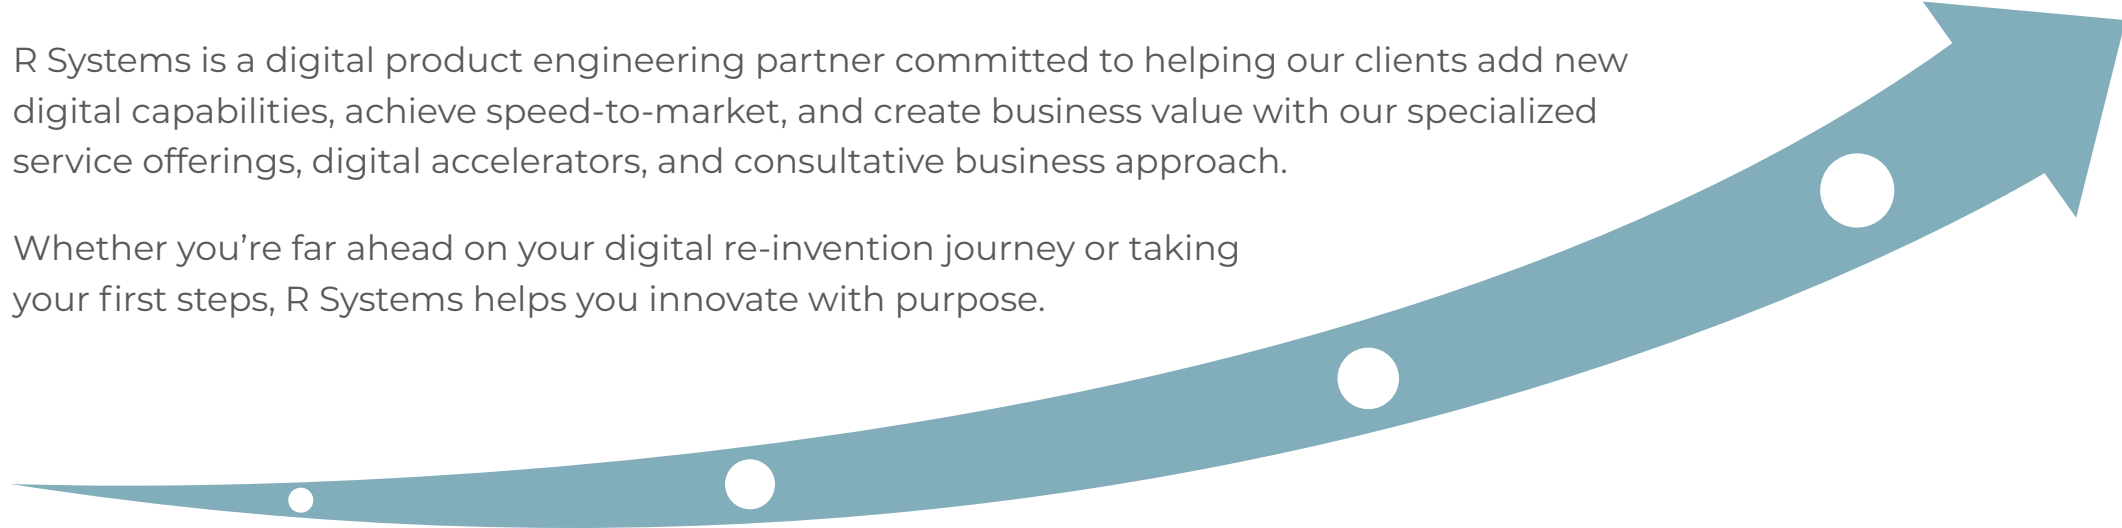 R Systems is a digital product engineering partner committed to helping our clients add new
digital capabilities, achieve speed-to-market, and create business value with our specialized
service offerings, digital accelerators, and consultative business approach.
Whether you’re far ahead on your digital re-invention journey or taking
your first steps, R Systems helps you innovate with purpose.